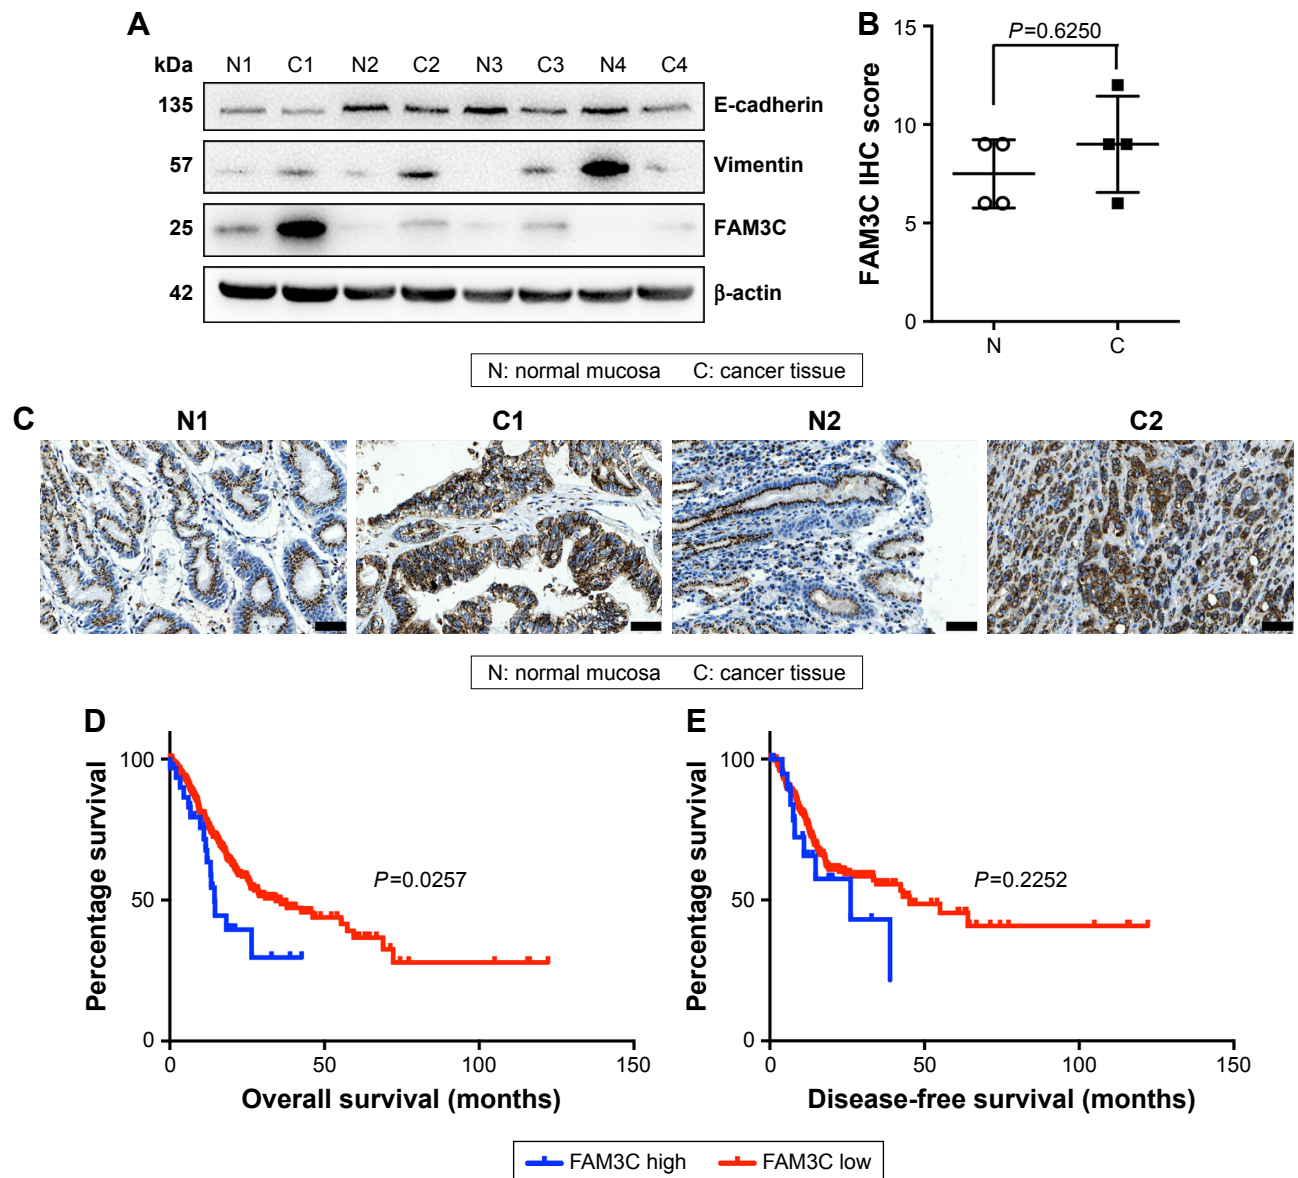 A
kDa N1 C1 N2 C2 N3 C3 N4 C4
135 E-cadherin
57 Vimentin
25 FAM3C
42 β-actin
B
P=0.6250
15
10
5
0
FAM3C IHC score
N C
N: normal mucosa C: cancer tissue
C
N1 C1 N2 C2
N: normal mucosa C: cancer tissue
D
Percentage survival
100
50
0
P=0.0257
0 50 100 150
Overall survival (months)
E
Percentage survival
100
50
0
P=0.2252
0 50 100 150
Disease-free survival (months)
FAM3C high FAM3C low